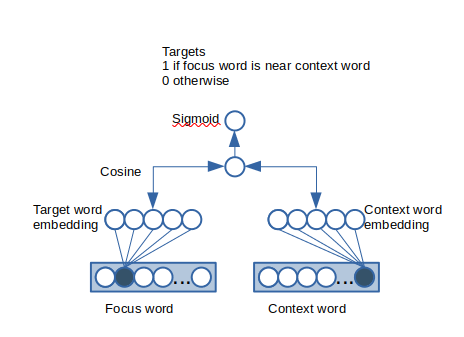 Targets
1 if focus word is near context word
0 otherwise
Sigmoid
Cosine
Target word
embedding
Context word
embedding
...
...
Focus word
Context word